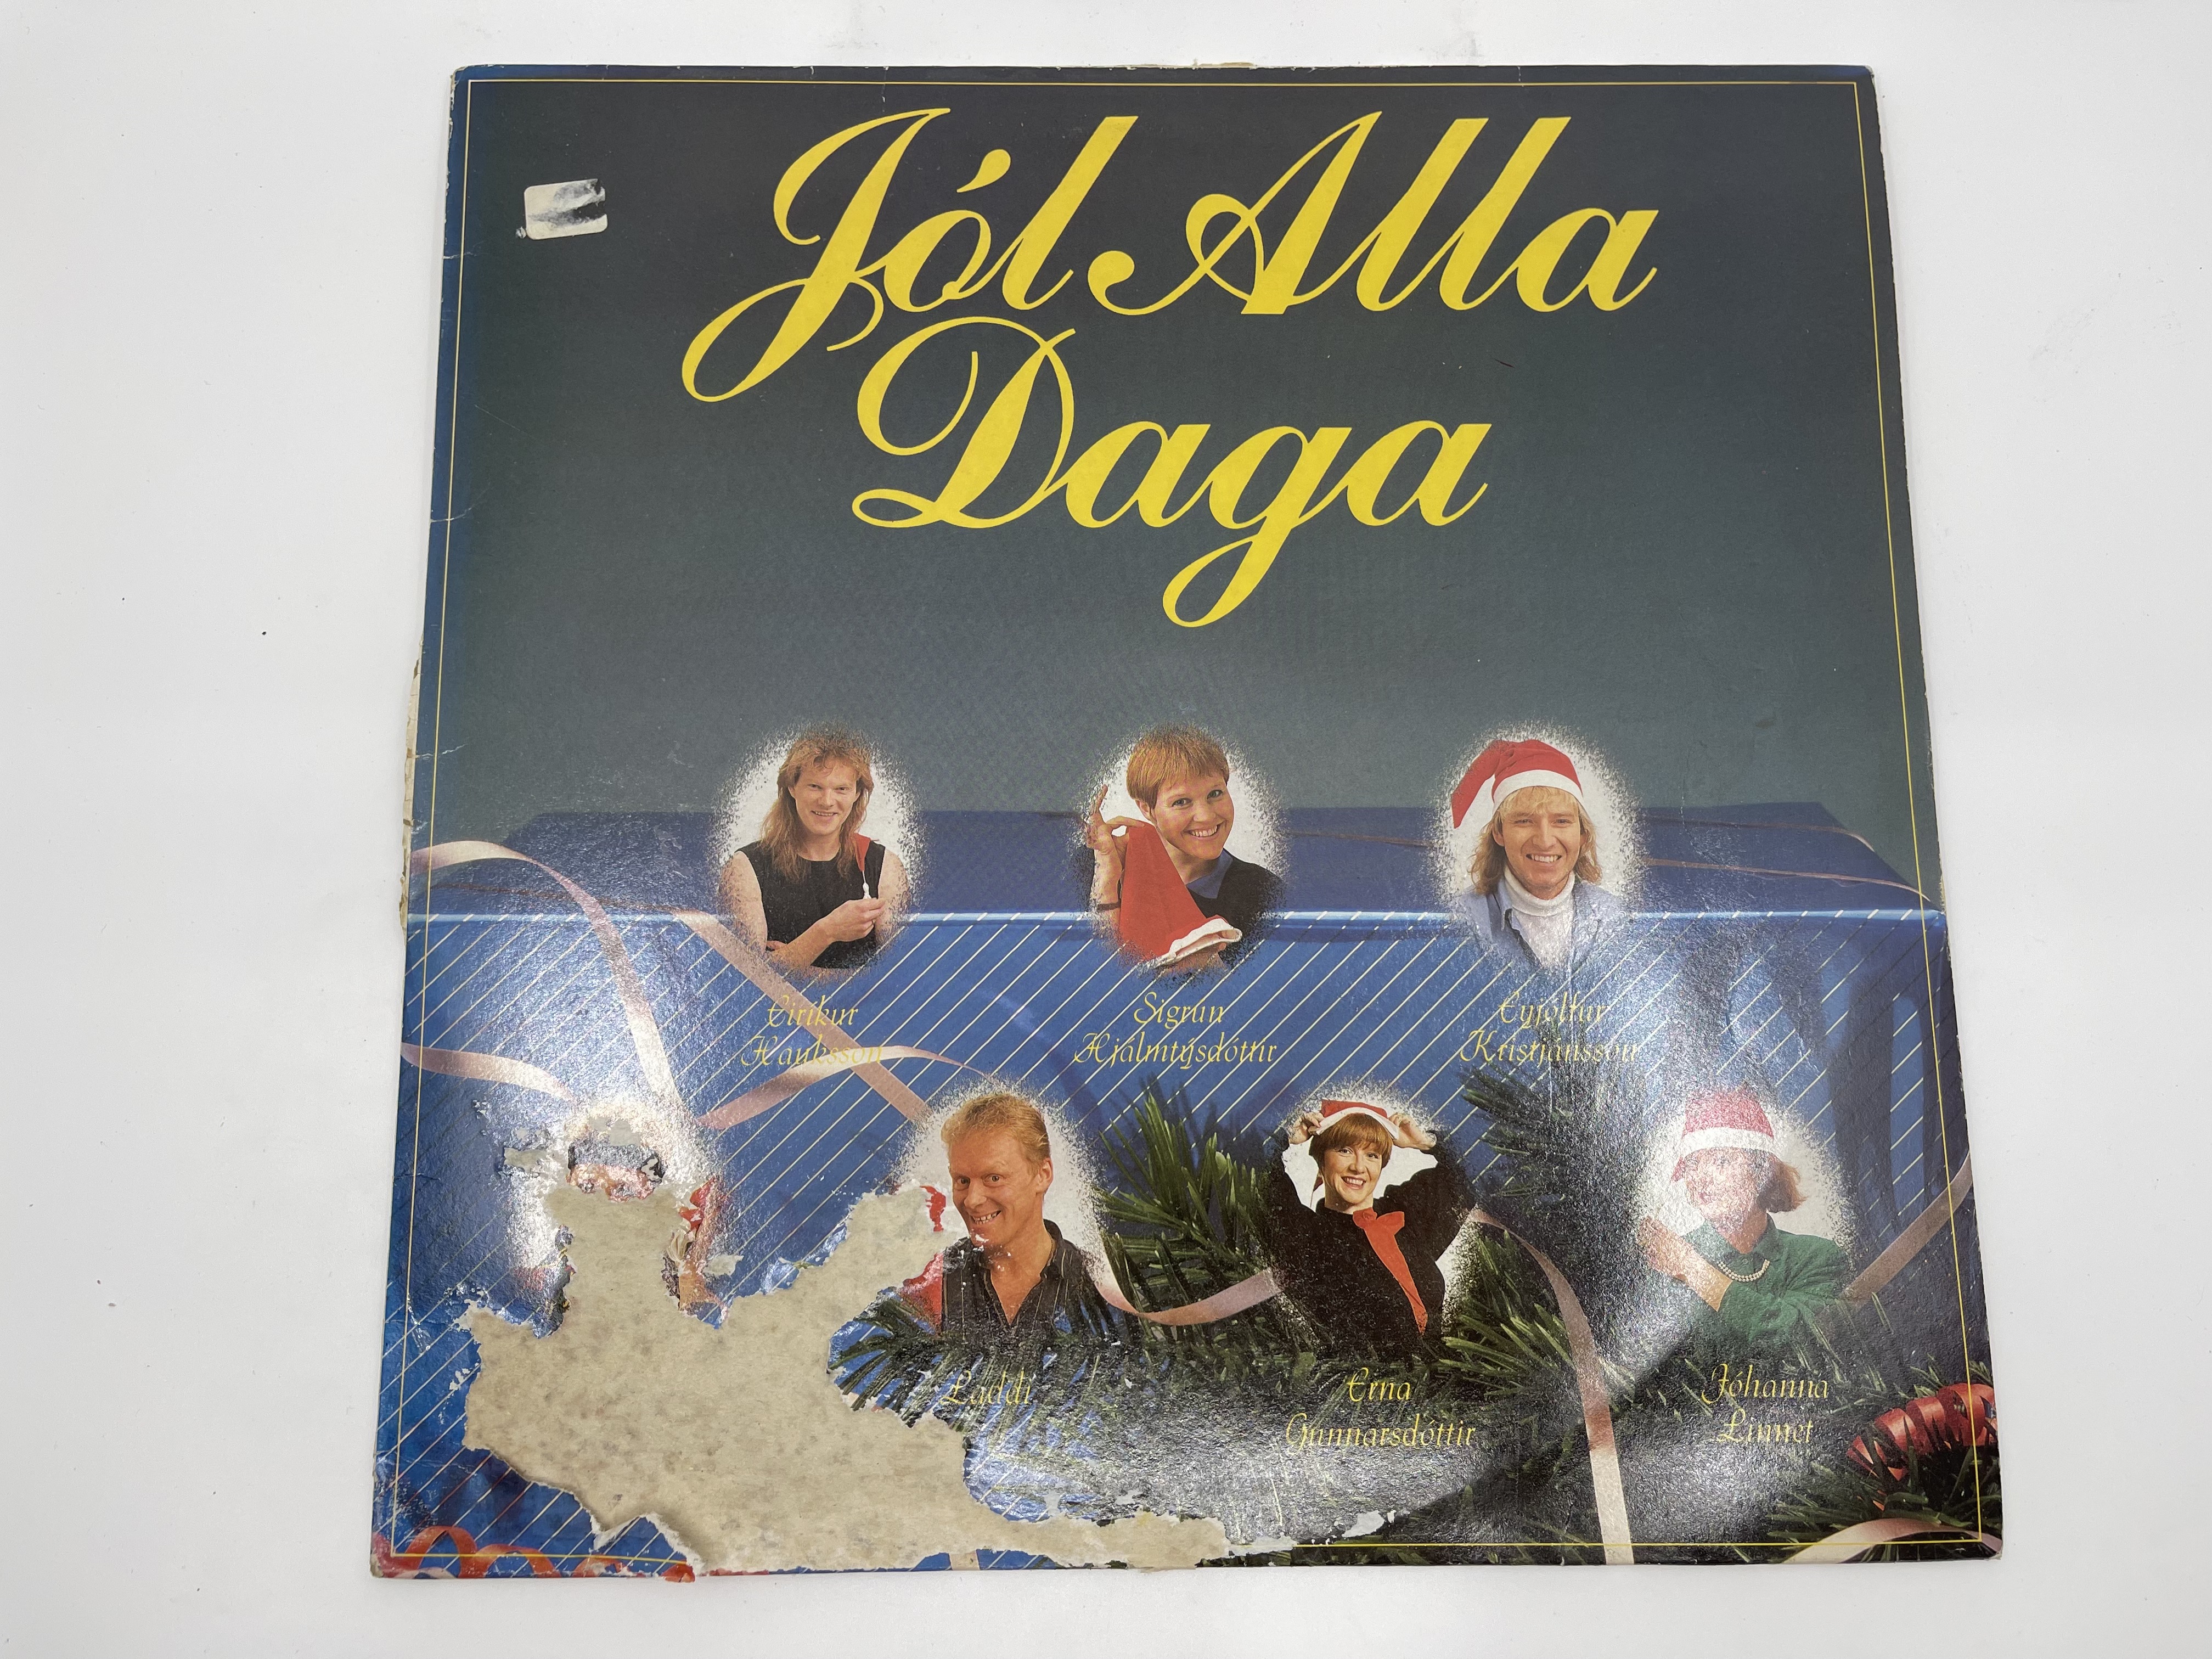 Jól Alla
Daga
Eiríkur
Hauksson
Sigrún
Hjálmtýsdóttir
Eyjólfur
Kristjánsson
Laddi
Erna
Gunnarsdóttir
Jóhanna
Linnet